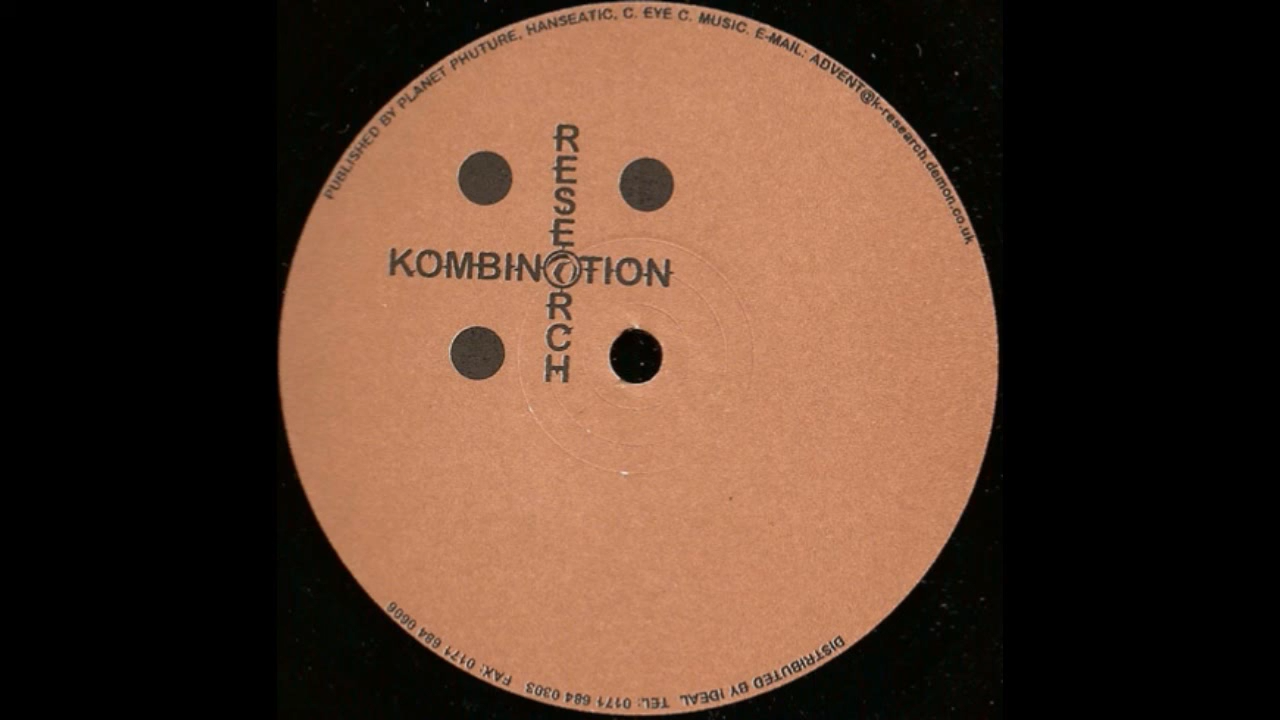 PUBLISHED BY PLANET PHUTURE, HANSEATIC, C. EYE C. MUSIC. E-MAIL: ADVENT@k-research.demon.co.uk
RESEARCH
KOMBINATION
DISTRIBUTED BY IDEAL TEL: 0171 684 0303 FAX: 0171 684 0606